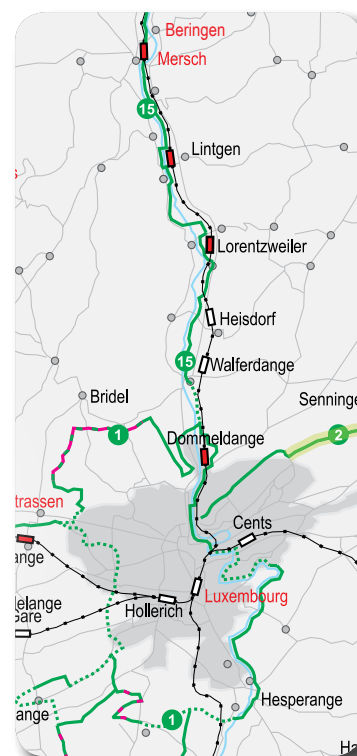 Beringen
Mersch
15
Lintgen
Lorentzweiler
Heisdorf
15
Walferdange
Bridel
Senninge
1
2
Dommeldange
trassen
Cents
ange
Luxembourg
Hollerich
elange
are
Hesperange
ange
1
H